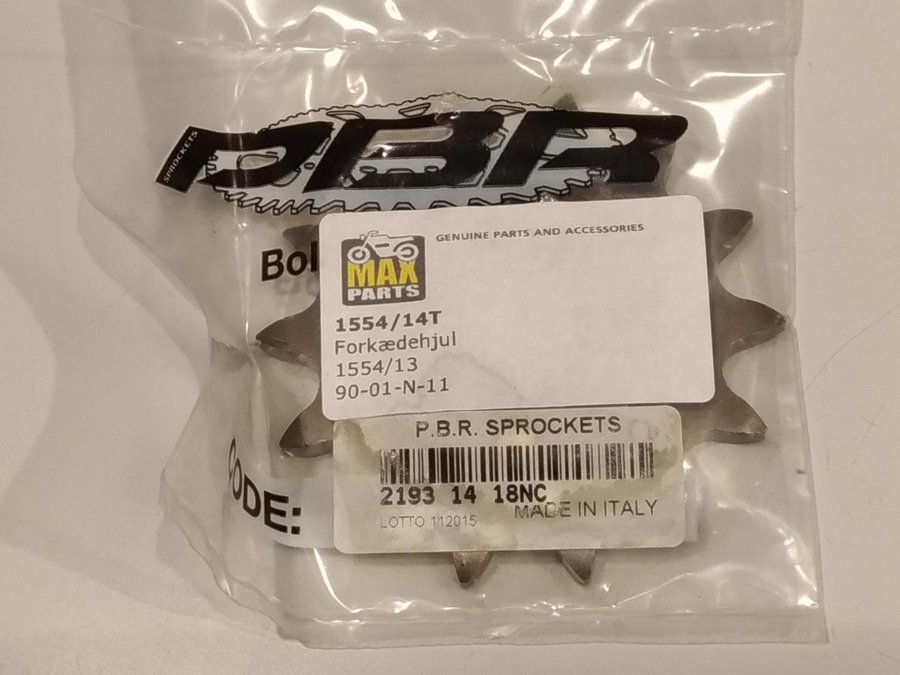 SPROCKETS
PBR
Bol
GENUINE PARTS AND ACCESSORIES
MAX
PARTS
1554/14T
Forkædehjul
1554/13
90-01-N-11
P.B.R. SPROCKETS
2193 14 18NC
LOTTO 112015 MADE IN ITALY
ODE: